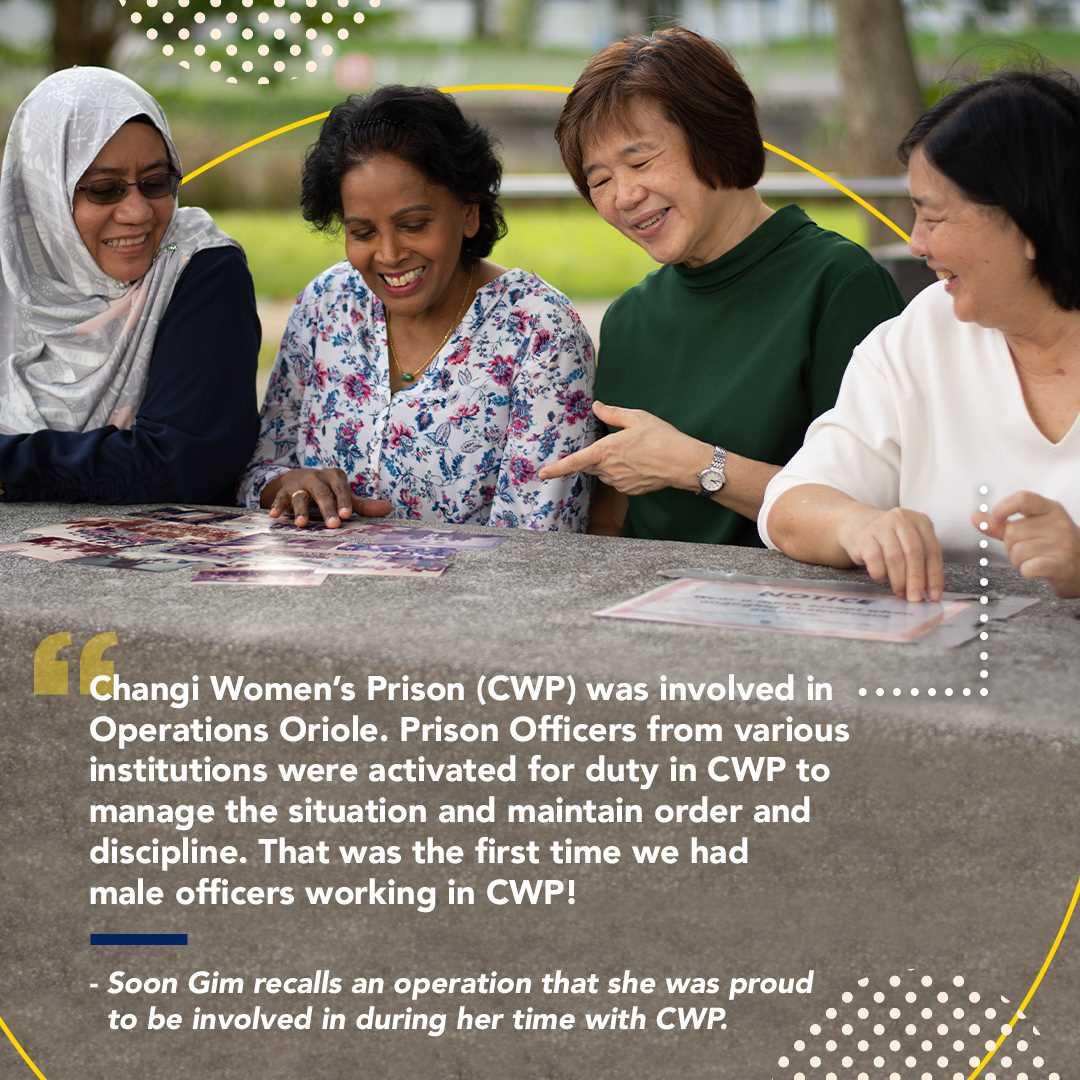 NOTICE
“
Changi Women’s Prison (CWP) was involved in
Operations Oriole. Prison Officers from various
institutions were activated for duty in CWP to
manage the situation and maintain order and
discipline. That was the first time we had
male officers working in CWP!
- Soon Gim recalls an operation that she was proud
to be involved in during her time with CWP.